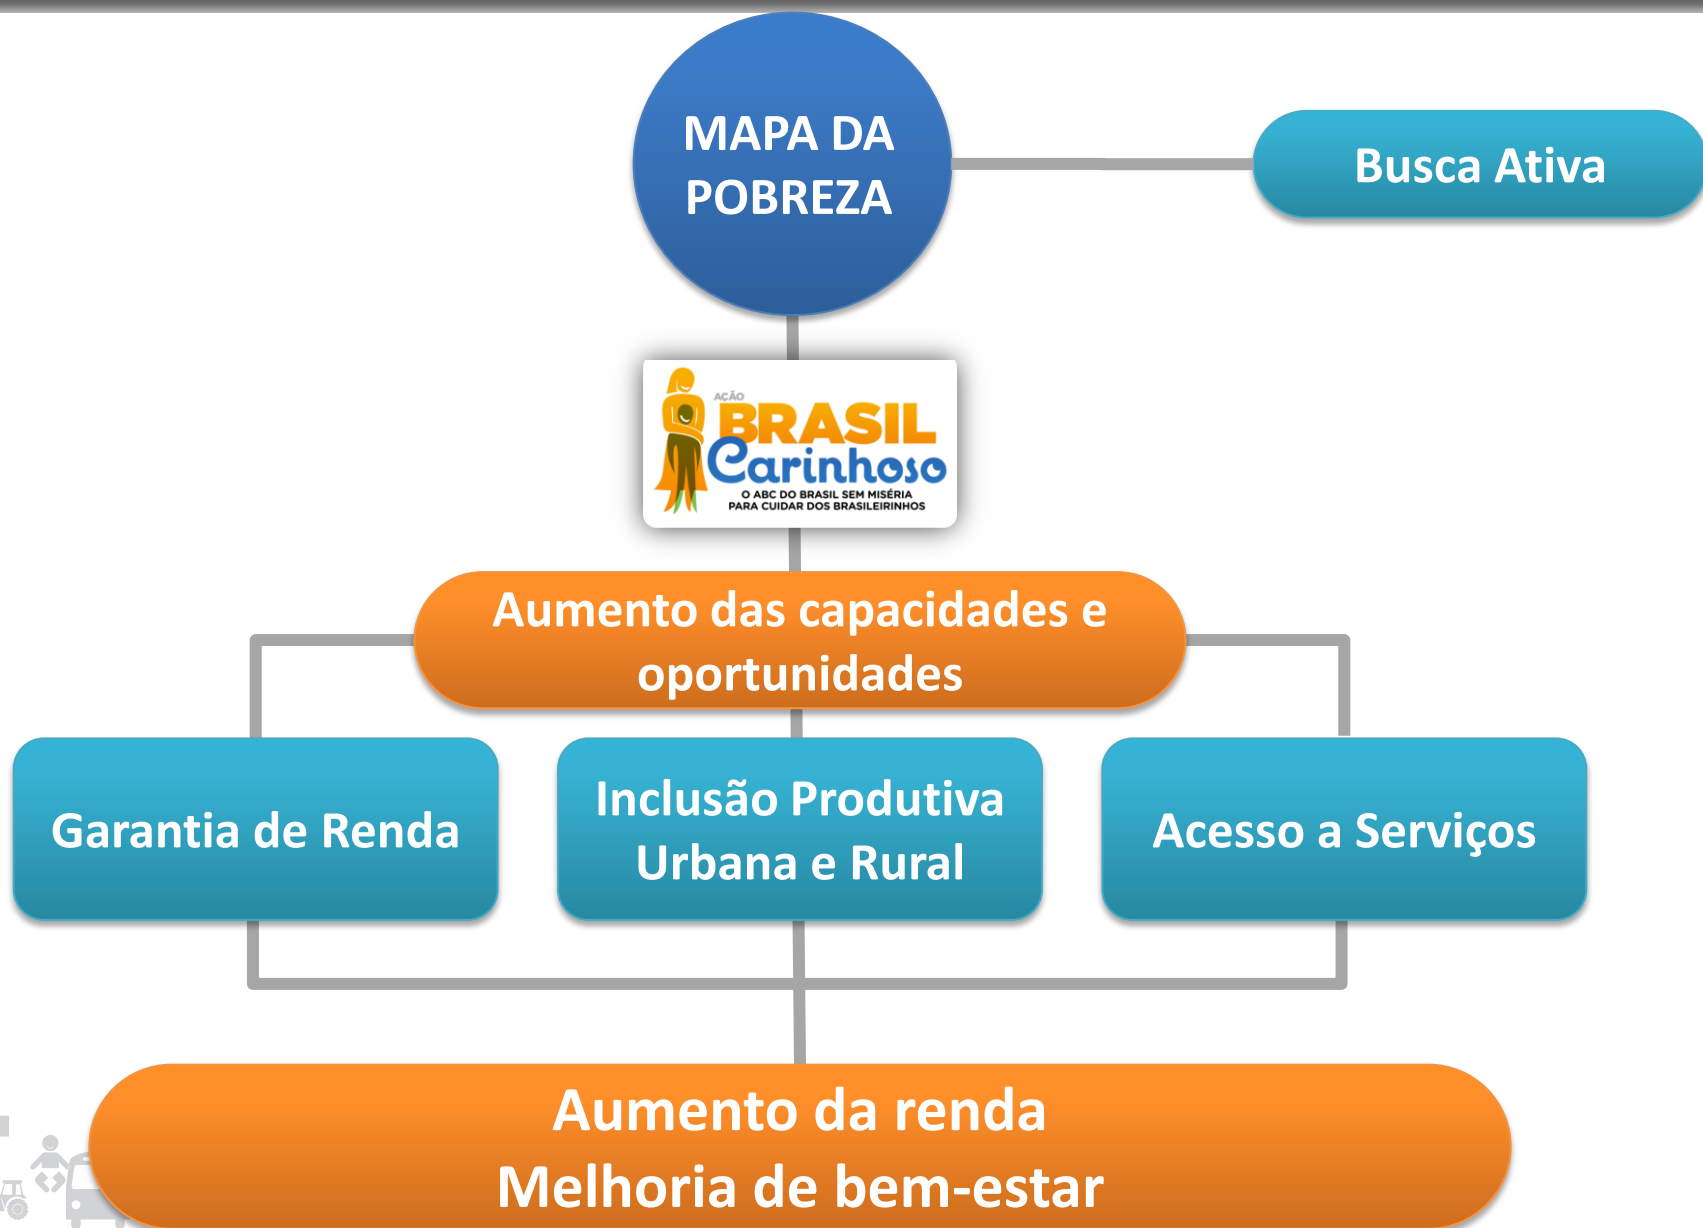 MAPA DA
POBREZA
Busca Ativa
AÇÃO
BRASIL
Carinhoso
O ABC DO BRASIL SEM MISÉRIA
PARA CUIDAR DOS BRASILEIRINHOS
Aumento das capacidades e
oportunidades
Garantia de Renda
Inclusão Produtiva
Urbana e Rural
Acesso a Serviços
Aumento da renda
Melhoria de bem-estar